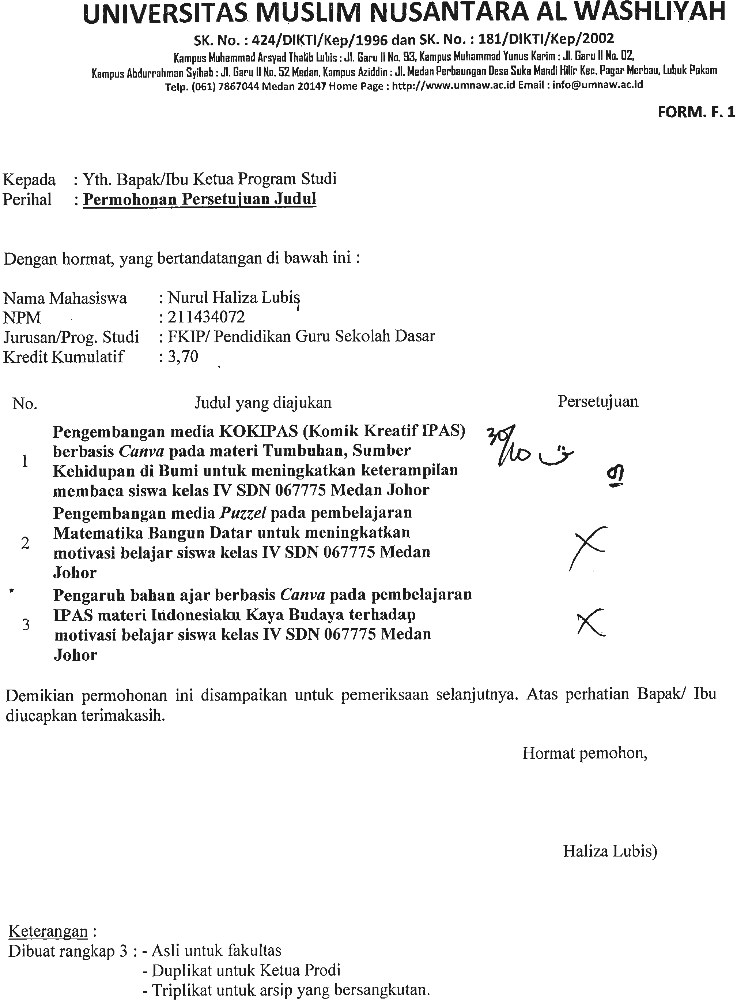 UNIVERSITAS MUSLIM NUSANTARA AL WASHLIYAH
SK. No. : 424/DIKTI/Kep/1996 dan SK. No. : 181/DIKTI/Kep/2002
Kampus Muhammad Arsyad Thalib Lubis : Jl. Garu II No. 93, Kampus Muhammad Yunus Karim : Jl. Garu II No. 02,
Kampus Abdurrahman Syihab : Jl. Garu II No. 52 Medan, Kampus Aziddin : Jl. Medan Perbaungan Desa Suka Mandi Hilir Kec. Pagar Merbau, Lubuk Pakam
Telp. (061) 7867044 Medan 20147 Home Page : http://www.umnaw.ac.id Email : info@umnaw.ac.id
FORM. F. 1
Kepada : Yth. Bapak/Ibu Ketua Program Studi
Perihal : Permohonan Persetujuan Judul
Dengan hormat, yang bertandatangan di bawah ini :
Nama Mahasiswa : Nurul Haliza Lubis
NPM : 211434072
Jurusan/Prog. Studi : FKIP/ Pendidikan Guru Sekolah Dasar
Kredit Kumulatif : 3,70
No. Judul yang diajukan Persetujuan
Pengembangan media KOKIPAS (Komik Kreatif IPAS) 30/10
berbasis Canva pada materi Tumbuhan, Sumber
1 Kehidupan di Bumi untuk meningkatkan keterampilan
membaca siswa kelas IV SDN 067775 Medan Johor
Pengembangan media Puzzel pada pembelajaran
2 Matematika Bangun Datar untuk meningkatkan
motivasi belajar siswa kelas IV SDN 067775 Medan
Johor
Pengaruh bahan ajar berbasis Canva pada pembelajaran
3 IPAS materi Indonesiaku Kaya Budaya terhadap
motivasi belajar siswa kelas IV SDN 067775 Medan
Johor
Demikian permohonan ini disampaikan untuk pemeriksaan selanjutnya. Atas perhatian Bapak/ Ibu
diucapkan terimakasih.
Hormat pemohon,
Haliza Lubis)
Keterangan :
Dibuat rangkap 3 : - Asli untuk fakultas
- Duplikat untuk Ketua Prodi
- Triplikat untuk arsip yang bersangkutan.